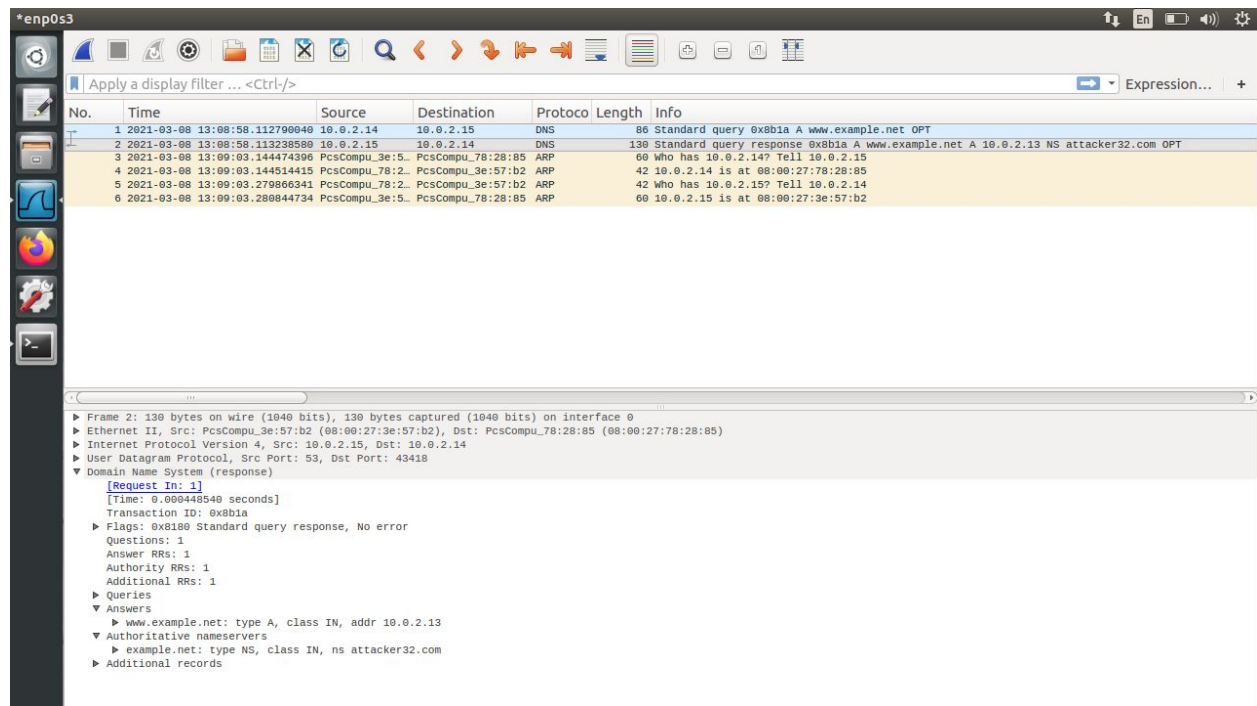 *enp0s3
En
Apply a display filter … <Ctrl-/>
Expression… +
No. Time Source Destination Protoco Length Info
1 2021-03-08 13:08:58.112790040 10.0.2.14 10.0.2.15 DNS 86 Standard query 0x8b1a A www.example.net OPT
2 2021-03-08 13:08:58.113238580 10.0.2.15 10.0.2.14 DNS 130 Standard query response 0x8b1a A www.example.net A 10.0.2.13 NS attacker32.com OPT
3 2021-03-08 13:09:03.144474396 PcsCompu_3e:5… PcsCompu_78:28:85 ARP 60 Who has 10.0.2.14? Tell 10.0.2.15
4 2021-03-08 13:09:03.144514415 PcsCompu_78:2… PcsCompu_3e:57:b2 ARP 42 10.0.2.14 is at 08:00:27:78:28:85
5 2021-03-08 13:09:03.279866341 PcsCompu_78:2… PcsCompu_3e:57:b2 ARP 42 Who has 10.0.2.15? Tell 10.0.2.14
6 2021-03-08 13:09:03.280844734 PcsCompu_3e:5… PcsCompu_78:28:85 ARP 60 10.0.2.15 is at 08:00:27:3e:57:b2
Frame 2: 130 bytes on wire (1040 bits), 130 bytes captured (1040 bits) on interface 0
Ethernet II, Src: PcsCompu_3e:57:b2 (08:00:27:3e:57:b2), Dst: PcsCompu_78:28:85 (08:00:27:78:28:85)
Internet Protocol Version 4, Src: 10.0.2.15, Dst: 10.0.2.14
User Datagram Protocol, Src Port: 53, Dst Port: 43418
Domain Name System (response)
[Request In: 1]
[Time: 0.000448540 seconds]
Transaction ID: 0x8b1a
Flags: 0x8180 Standard query response, No error
Questions: 1
Answer RRs: 1
Authority RRs: 1
Additional RRs: 1
Queries
Answers
www.example.net: type A, class IN, addr 10.0.2.13
Authoritative nameservers
example.net: type NS, class IN, ns attacker32.com
Additional records